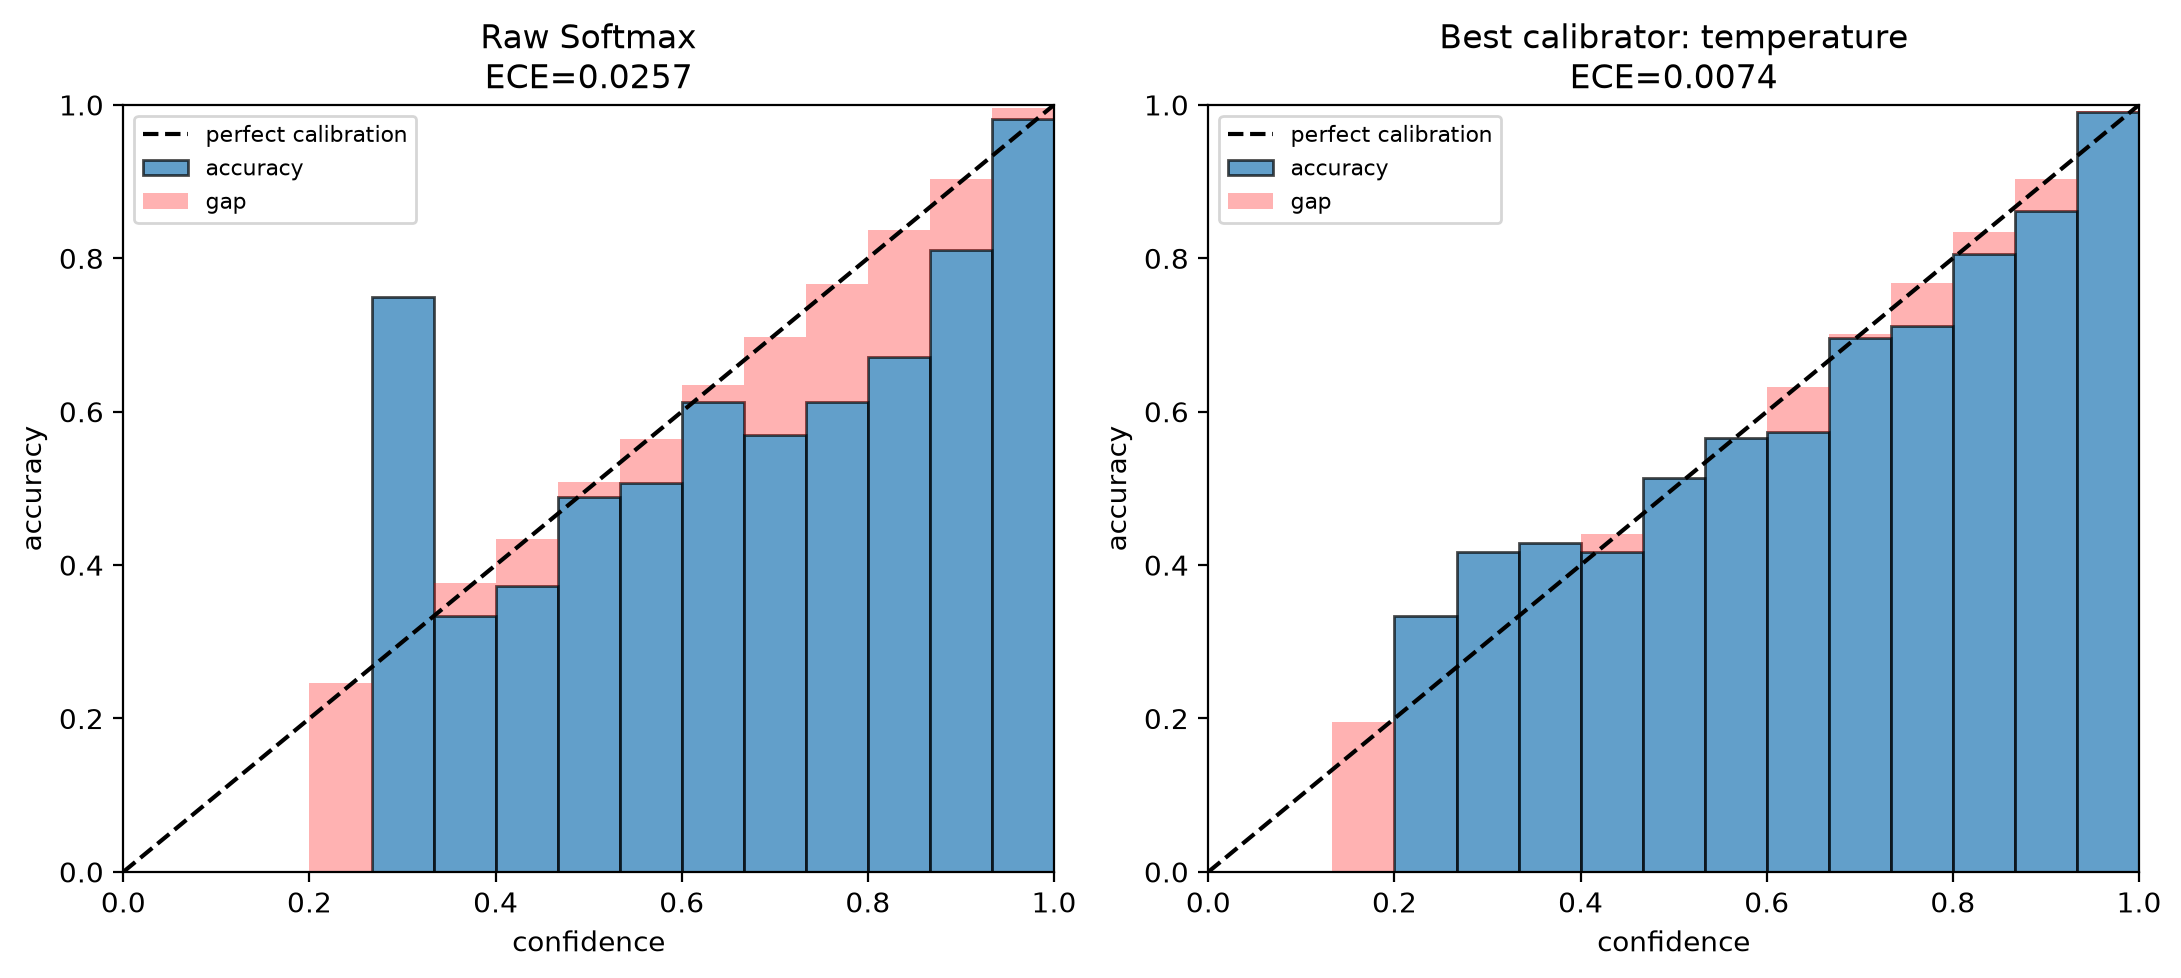 Raw Softmax
ECE=0.0257
perfect calibration
accuracy
gap
1.0
0.8
0.6
0.4
0.2
0.0
accuracy
0.0 0.2 0.4 0.6 0.8 1.0
confidence
Best calibrator: temperature
ECE=0.0074
perfect calibration
accuracy
gap
1.0
0.8
0.6
0.4
0.2
0.0
accuracy
0.0 0.2 0.4 0.6 0.8 1.0
confidence